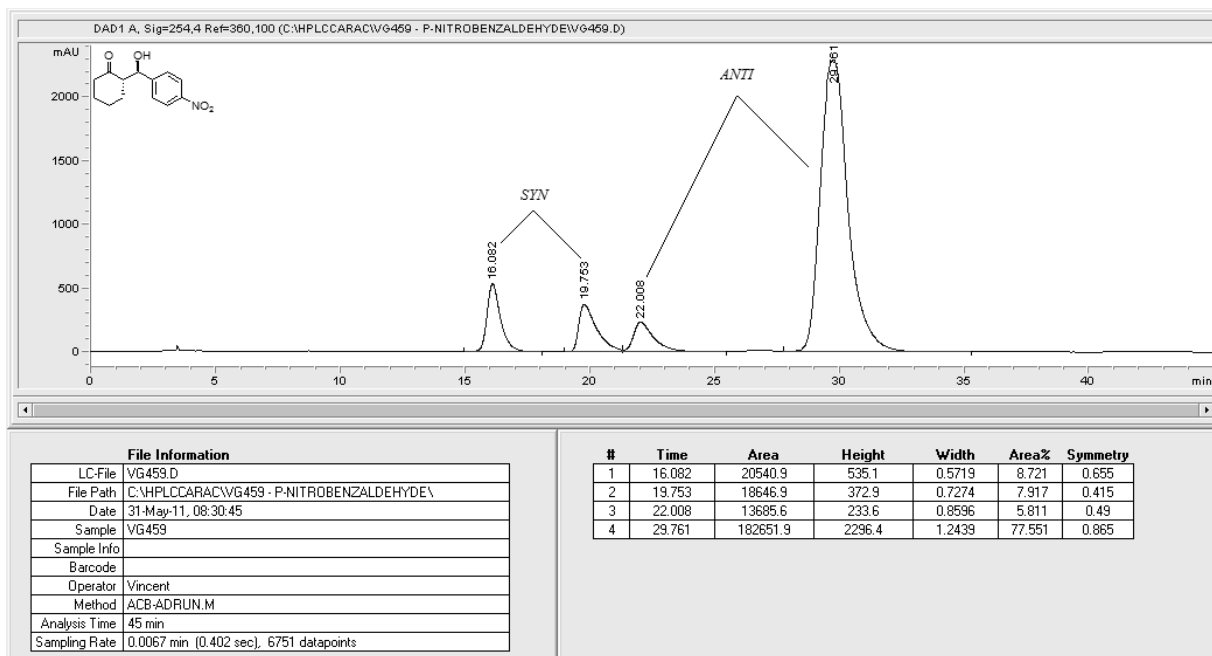 DAD1 A, Sig=254,4 Ref=360,100 (C:\HPLCCARAC\VG459 - P-NITROBENZALDEHYDE\VG459.D)
mAU
O OH
NO2
2000
1500
1000
500
0
SYN
ANTI
16.082
19.753
22.008
29.761
0 5 10 15 20 25 30 35 40 min
File Information
LC-File VG459.D
File Path C:\HPLCCARAC\VG459 - P-NITROBENZALDEHYDE\
Date 31-May-11, 08:30:45
Sample VG459
Sample Info
Barcode
Operator Vincent
Method ACB-ADRUN.M
Analysis Time 45 min
Sampling Rate 0.0067 min (0.402 sec), 6751 datapoints
# Time Area Height Width Area% Symmetry
1 16.082 20540.9 535.1 0.5719 8.721 0.655
2 19.753 18646.9 372.9 0.7274 7.917 0.415
3 22.008 13685.6 233.6 0.8596 5.811 0.49
4 29.761 182651.9 2296.4 1.2439 77.551 0.865